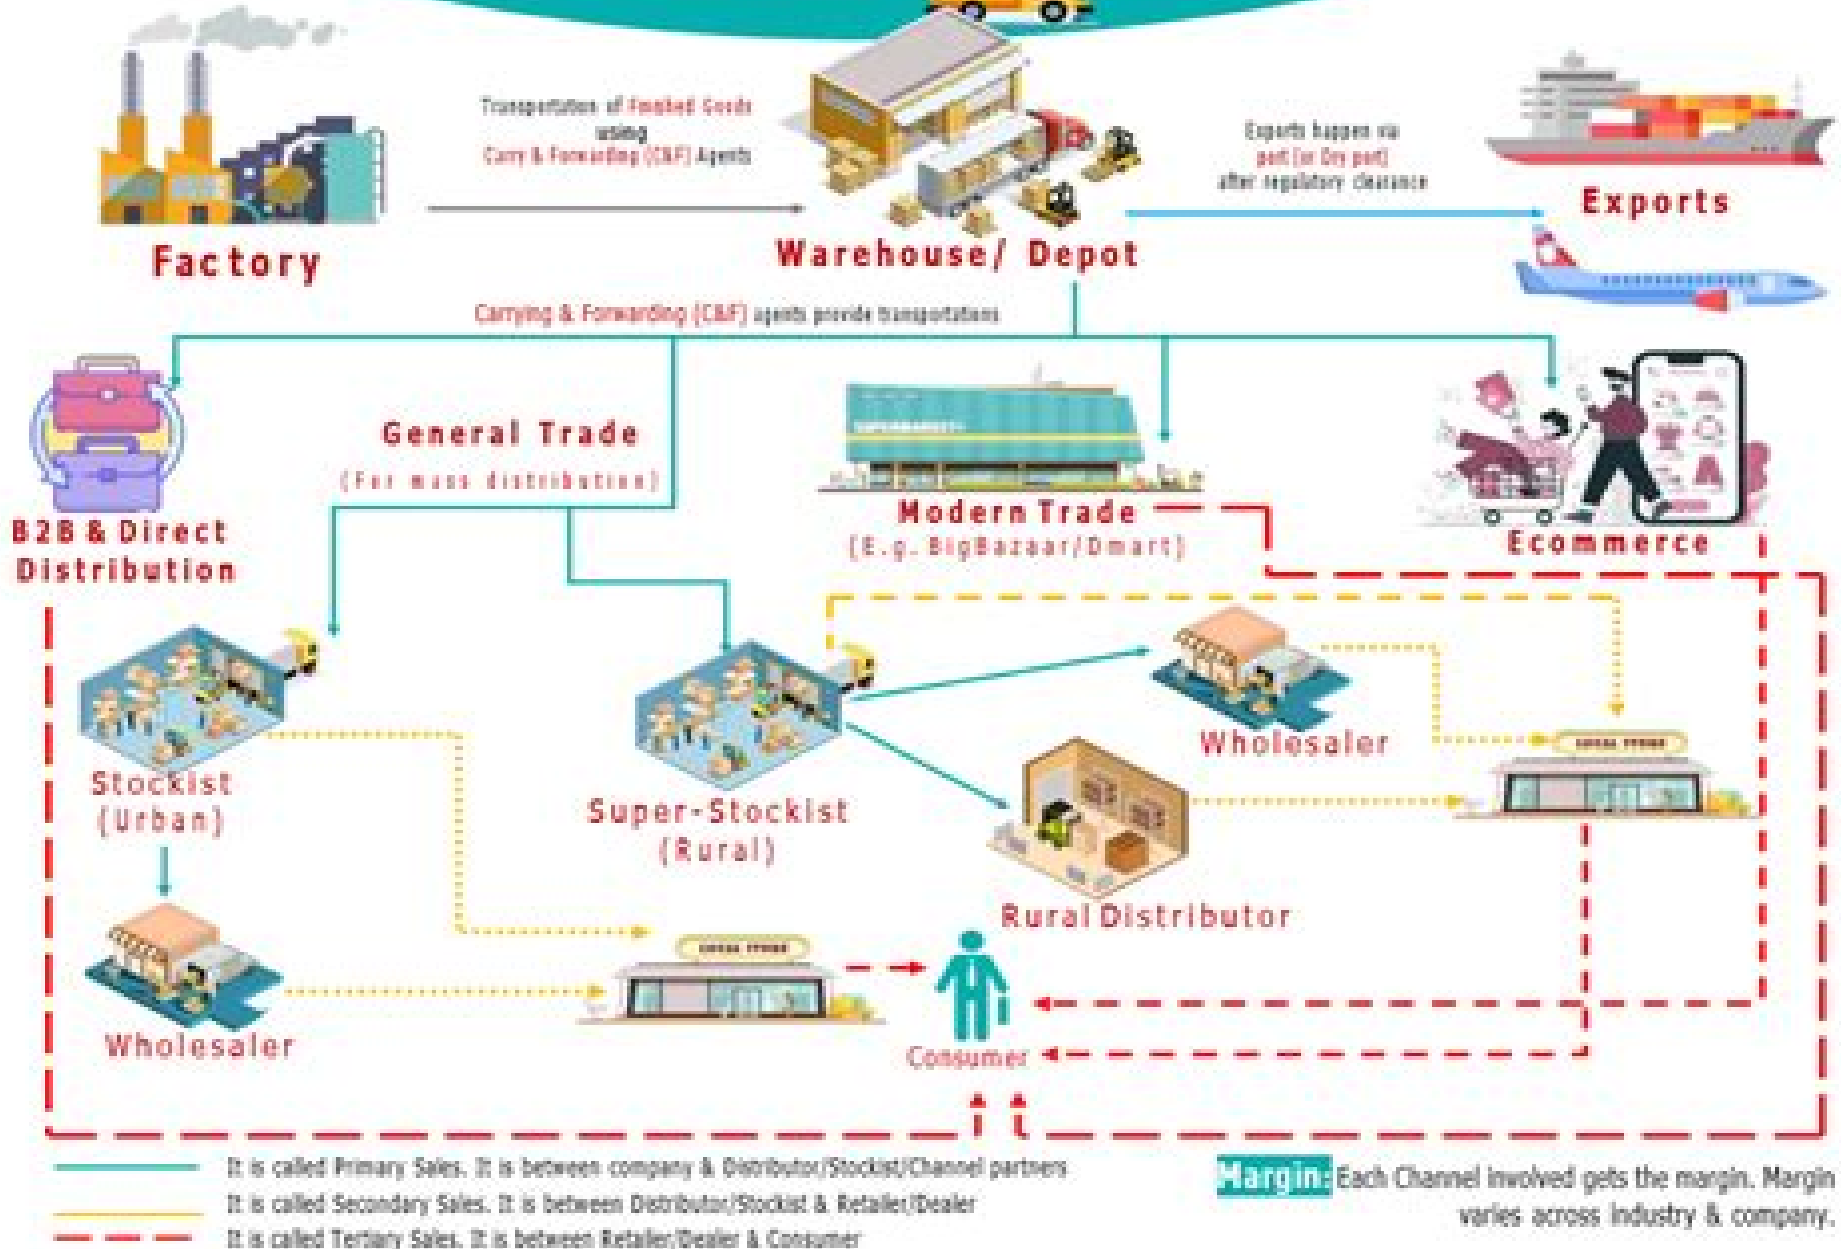 Transportation of Finished Goods
using
Carry & Forwarding (C&F) Agents
Exports happen via
port (or Dry port)
after regulatory clearance
Exports
Factory
Warehouse/ Depot
Carrying & Forwarding (C&F) agents provide transportations
General Trade
(For mass distribution)
SUPERMARKET
B2B & Direct
Distribution
Modern Trade
(E.g. BigBazaar/Dmart)
Ecommerce
Stockist
(Urban)
Super-Stockist
(Rural)
Wholesaler
LOCAL STORE
Rural Distributor
Wholesaler
LOCAL STORE
Consumer
It is called Primary Sales. It is between company & Distributor/Stockist/Channel partners
It is called Secondary Sales. It is between Distributor/Stockist & Retailer/Dealer
It is called Tertiary Sales. It is between Retailer/Dealer & Consumer
Margin: Each Channel involved gets the margin. Margin
varies across industry & company.